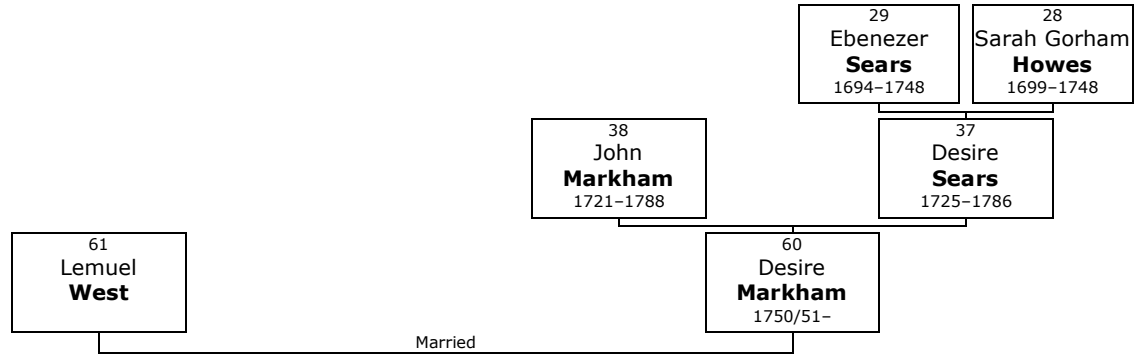 29
Ebenezer
Sears
1694–1748
28
Sarah Gorham
Howes
1699–1748
38
John
Markham
1721–1788
37
Desire
Sears
1725–1786
61
Lemuel
West
60
Desire
Markham
1750/51–
Married